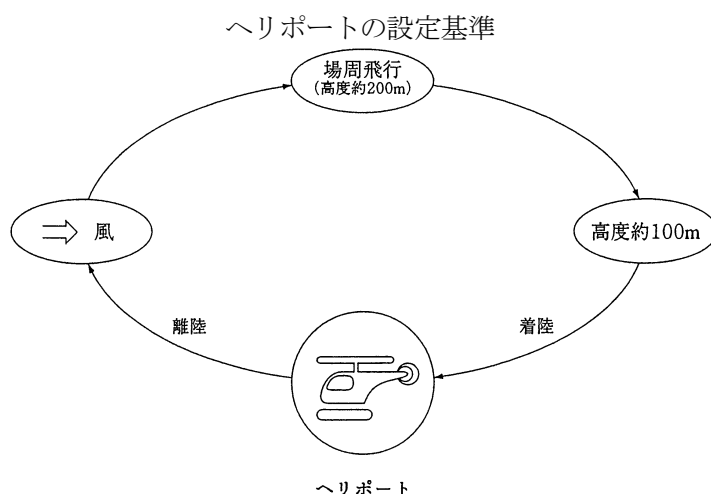 ヘリポートの設定基準
場周飛行
(高度約200m)
⇒ 風
高度約100m
離陸
着陸
ヘリポート